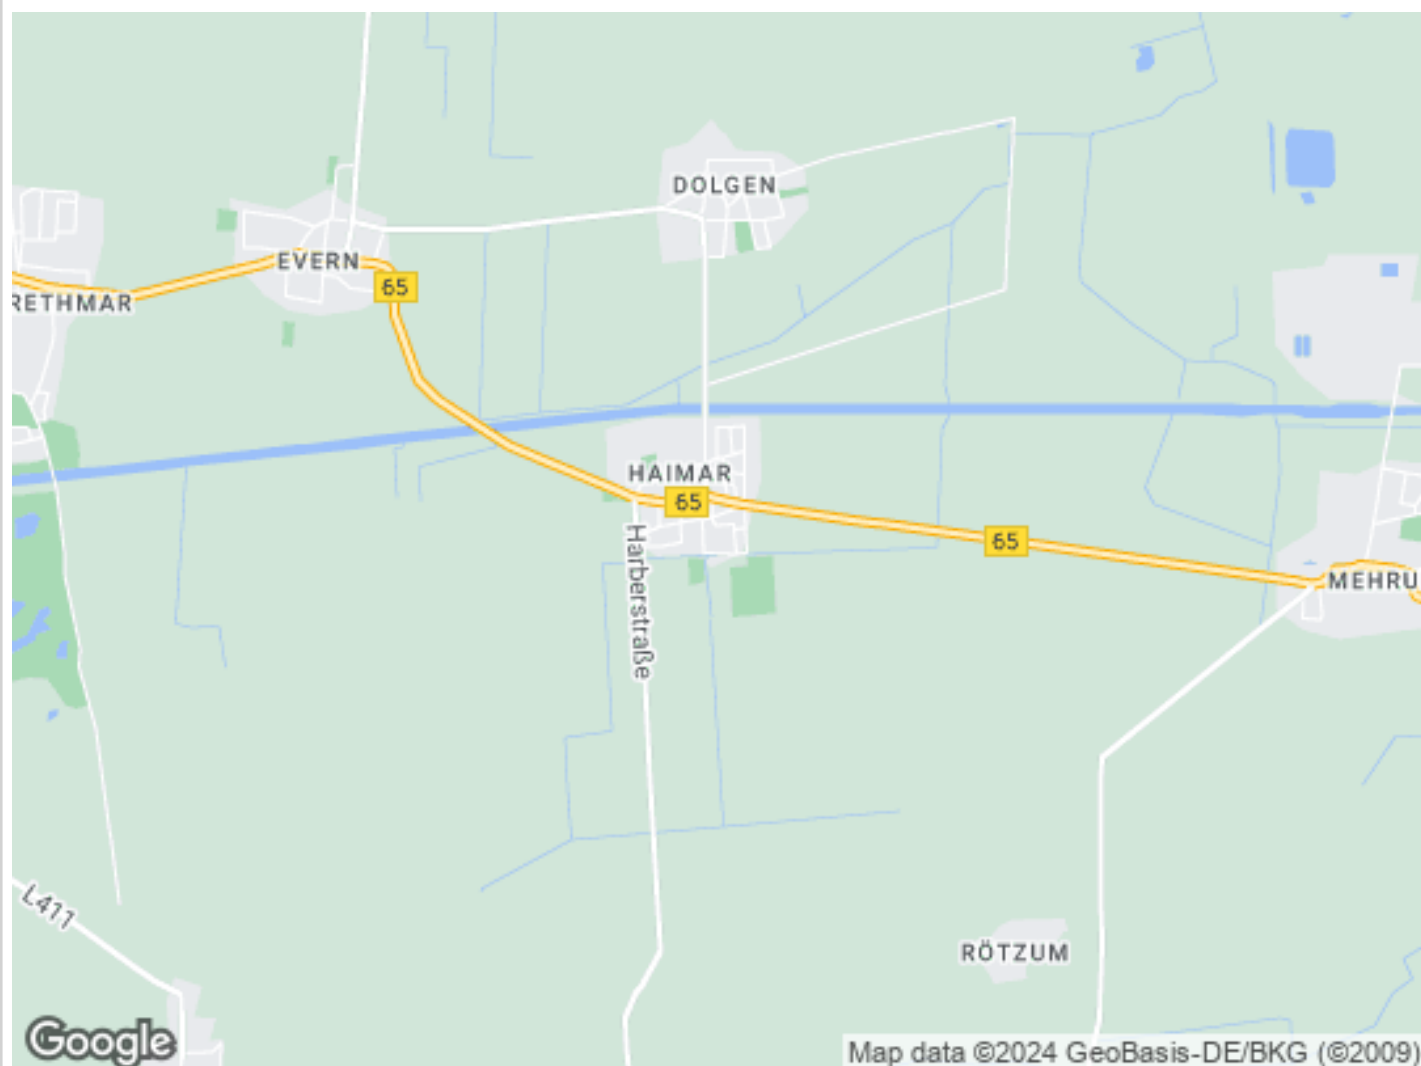 DOLGEN
EVERN
65
RETHMAR
HAIMAR
65
65
Harberstraße
MEHRU
L411
RÖTZUM
Google
Map data ©2024 GeoBasis-DE/BKG (©2009)